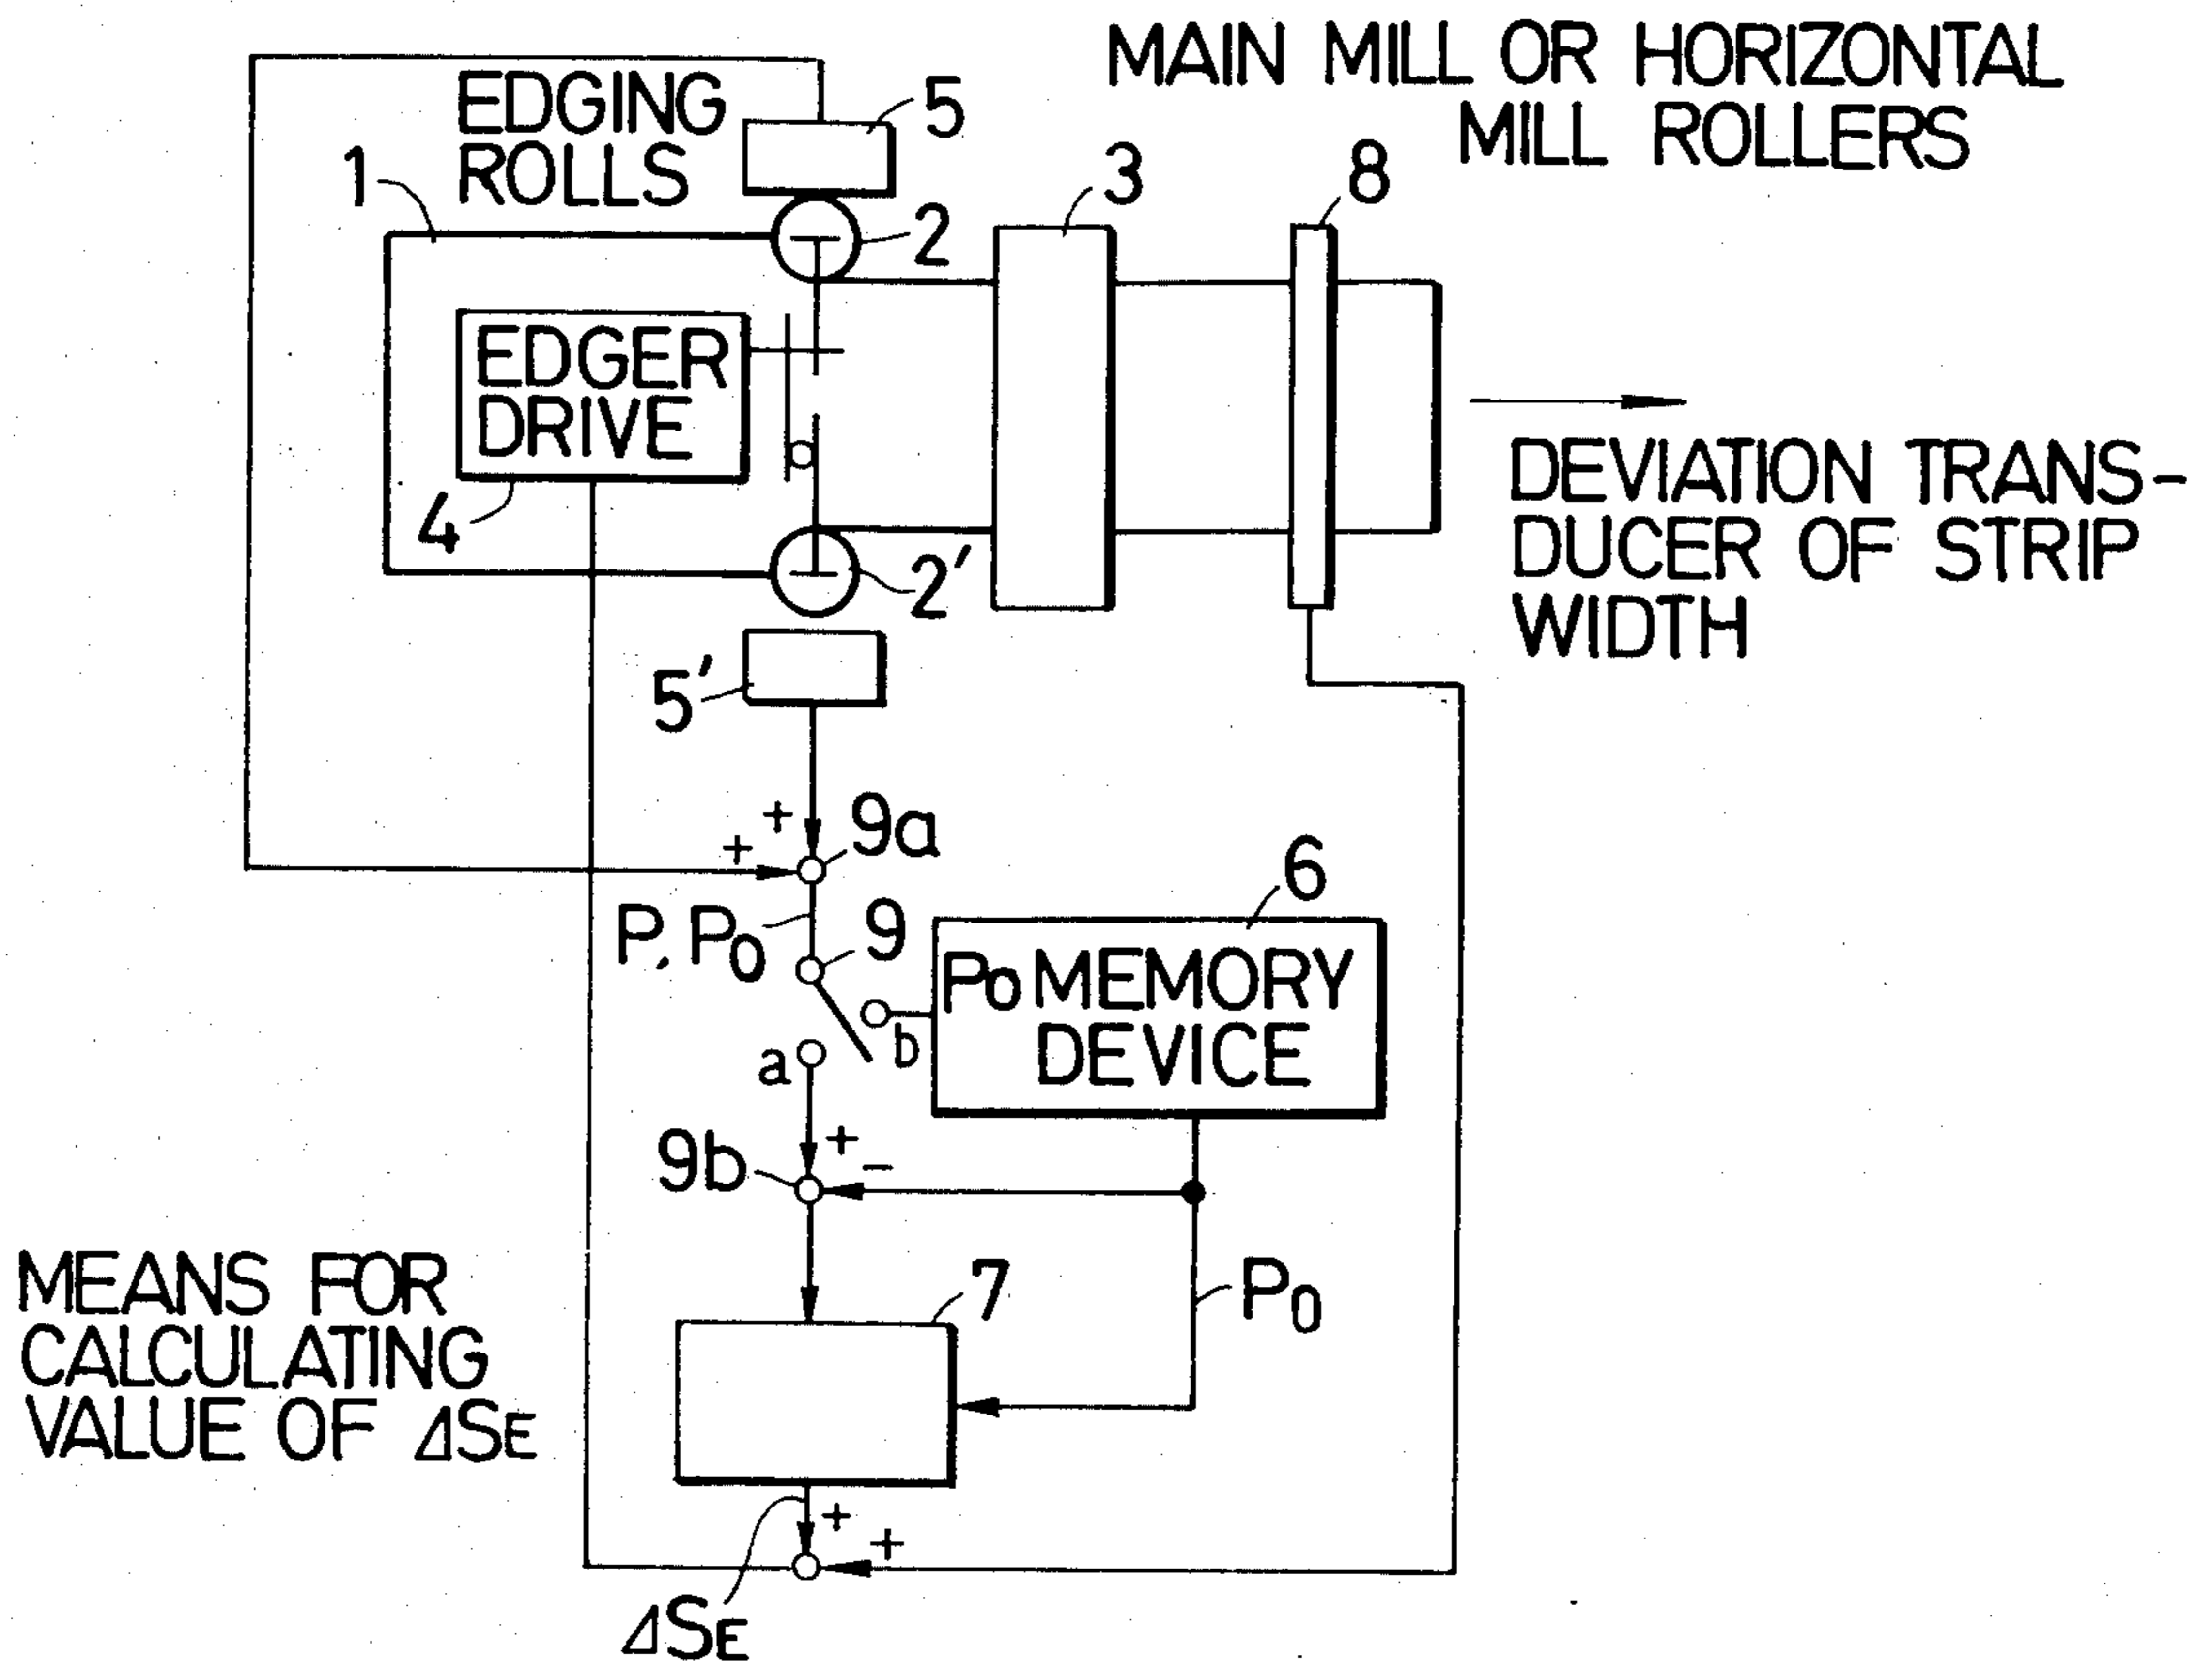 MAIN MILL OR HORIZONTAL
MILL ROLLERS
EDGING
ROLLS
5
1
2
3
8
EDGER
DRIVE
4
2'
DEVIATION TRANS-
DUCER OF STRIP
WIDTH
5'
+
+
9a
P, P0
9
6
P0 MEMORY
DEVICE
a
b
9b
+
-
7
P0
MEANS FOR
CALCULATING
VALUE OF ΔSE
+
+
ΔSE